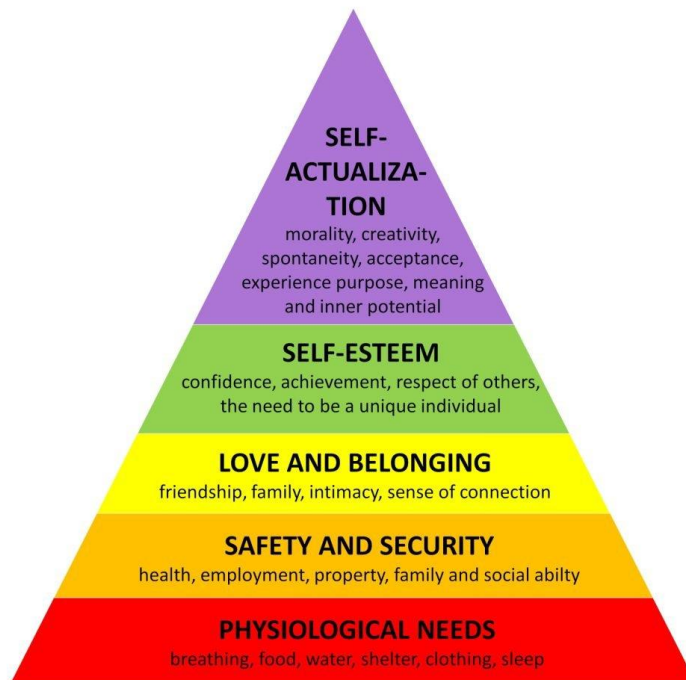 SELF-
ACTUALIZA-
TION
morality, creativity,
spontaneity, acceptance,
experience purpose, meaning
and inner potential
SELF-ESTEEM
confidence, achievement, respect of others,
the need to be a unique individual
LOVE AND BELONGING
friendship, family, intimacy, sense of connection
SAFETY AND SECURITY
health, employment, property, family and social abilty
PHYSIOLOGICAL NEEDS
breathing, food, water, shelter, clothing, sleep